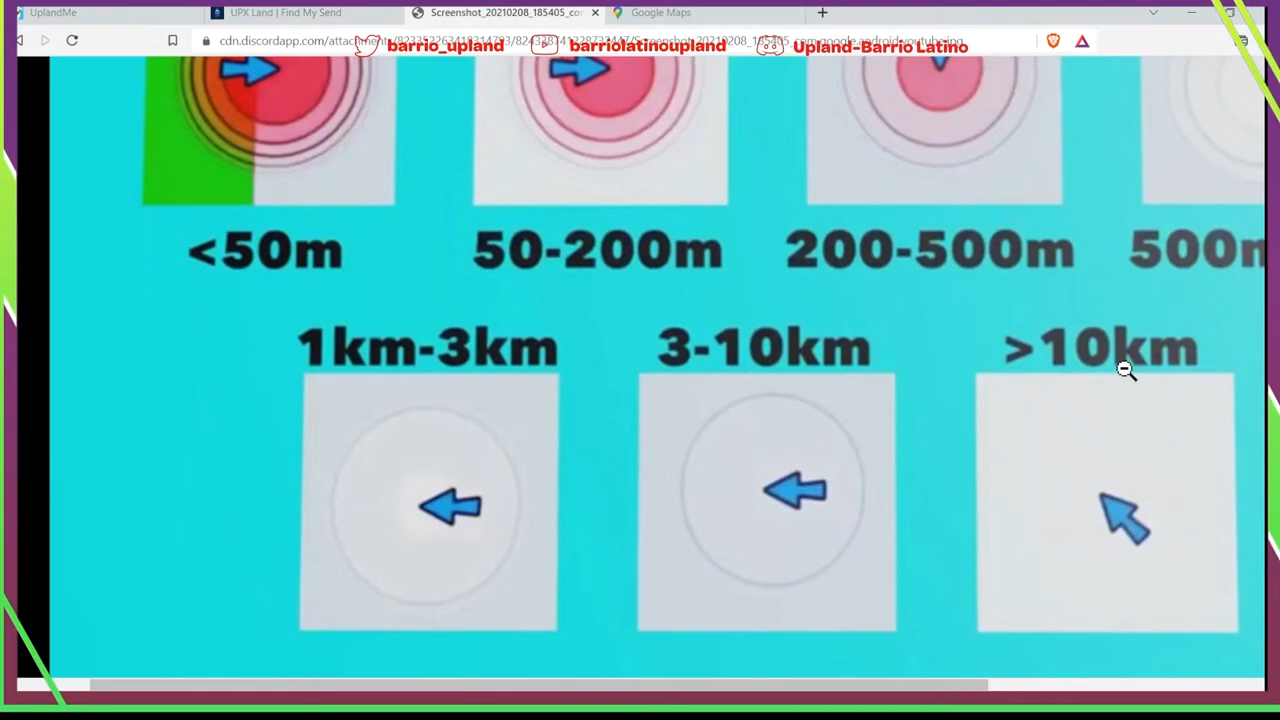 UplandMe
UPX Land | Find My Send
Screenshot_20210208_185405_co
Google Maps
barrio_upland
barriolatinoupland
Upland-Barrio Latino
<50m
50-200m
200-500m
500m
1km-3km
3-10km
>10km